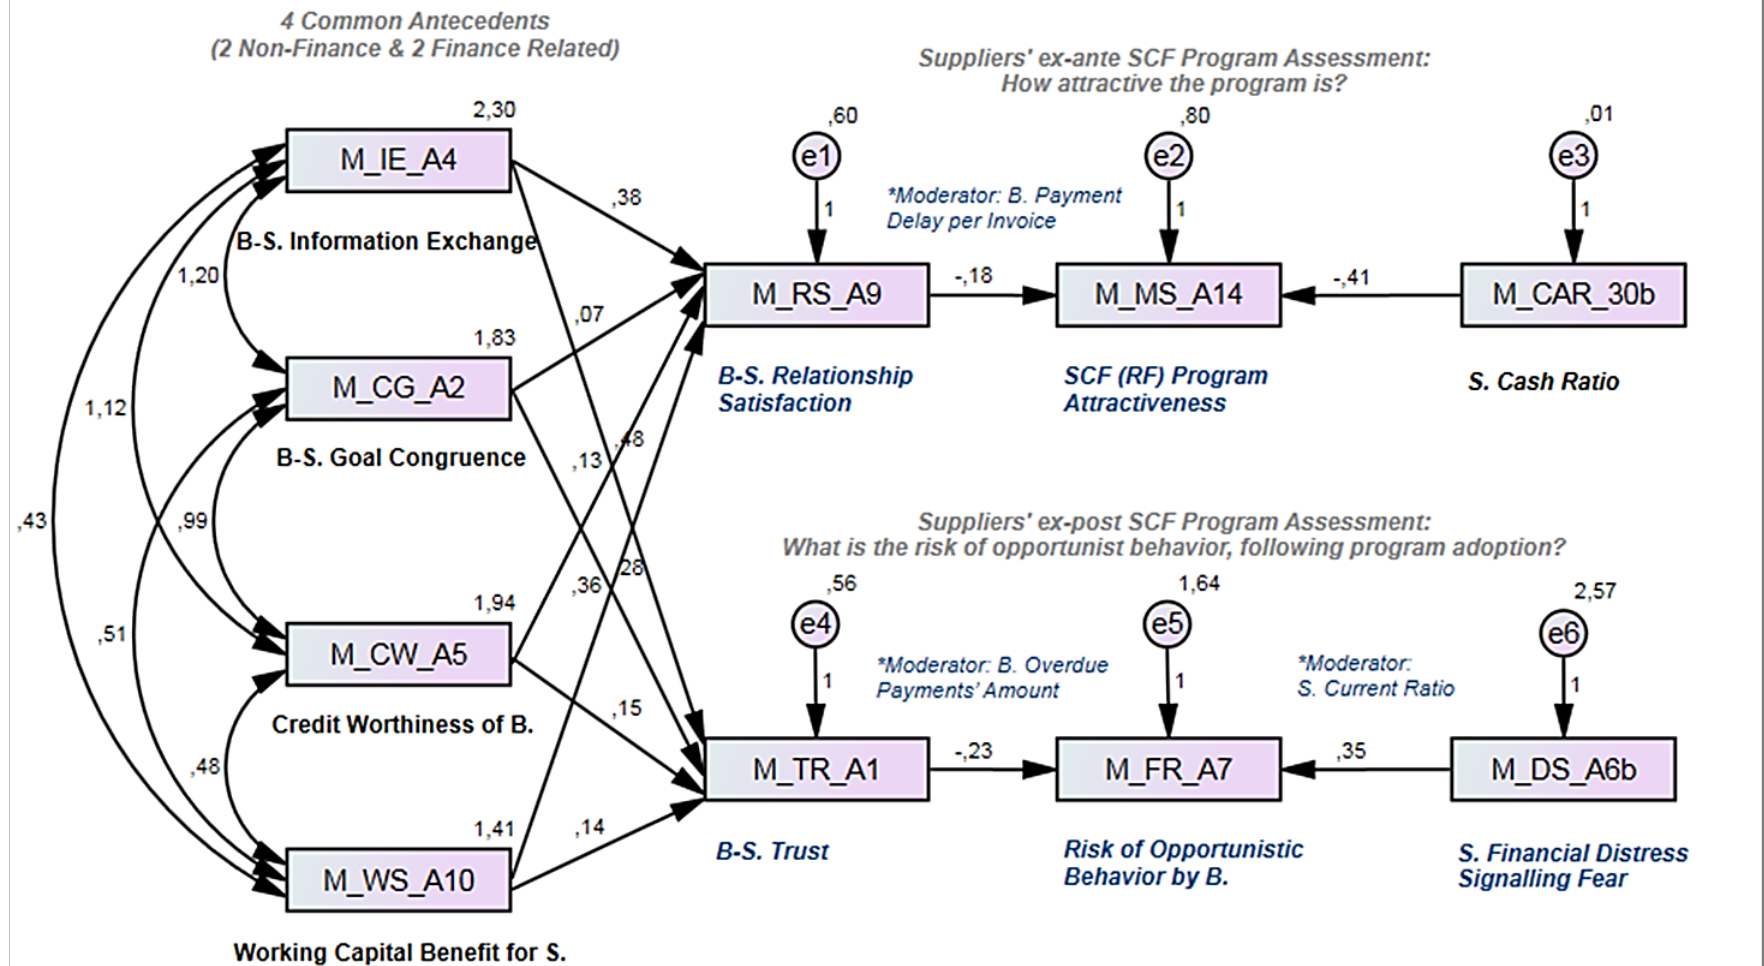 4 Common Antecedents
(2 Non-Finance & 2 Finance Related)
Suppliers' ex-ante SCF Program Assessment:
How attractive the program is?
2,30
M_IE_A4
B-S. Information Exchange
1,20
1,83
M_CG_A2
B-S. Goal Congruence
1,12
,99
,43
,51
1,94
M_CW_A5
Credit Worthiness of B.
,48
1,41
M_WS_A10
Working Capital Benefit for S.
,38
,07
,48
,13
,28
,36
,15
,14
,60
e1
1
*Moderator: B. Payment
Delay per Invoice
,80
e2
1
,01
e3
1
M_RS_A9
-,18
M_MS_A14
-,41
M_CAR_30b
B-S. Relationship
Satisfaction
SCF (RF) Program
Attractiveness
S. Cash Ratio
Suppliers' ex-post SCF Program Assessment:
What is the risk of opportunist behavior, following program adoption?
,56
e4
1
*Moderator: B. Overdue
Payments' Amount
1,64
e5
1
*Moderator:
S. Current Ratio
2,57
e6
1
M_TR_A1
-,23
M_FR_A7
,35
M_DS_A6b
B-S. Trust
Risk of Opportunistic
Behavior by B.
S. Financial Distress
Signalling Fear